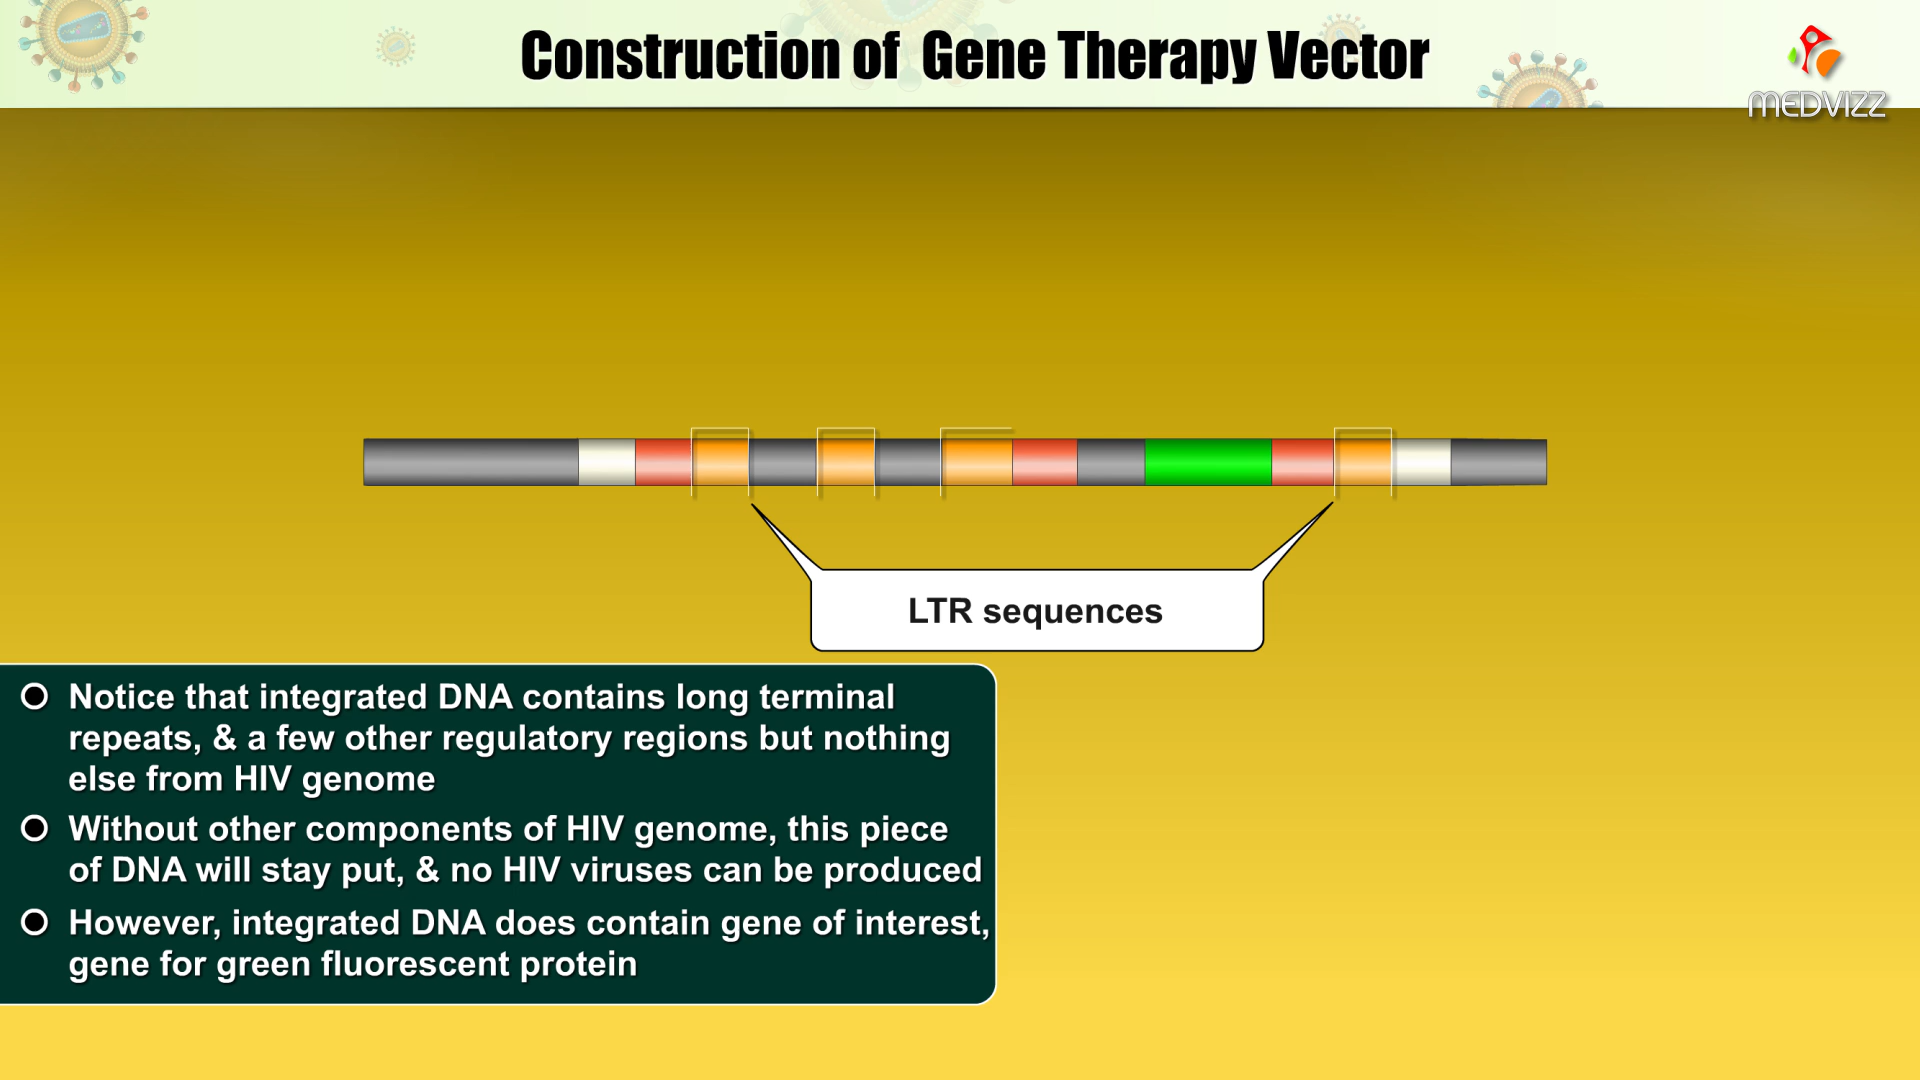 Construction of Gene Therapy Vector
MEDVIZZ
LTR sequences
Notice that integrated DNA contains long terminal
repeats, & a few other regulatory regions but nothing
else from HIV genome
Without other components of HIV genome, this piece
of DNA will stay put, & no HIV viruses can be produced
However, integrated DNA does contain gene of interest,
gene for green fluorescent protein